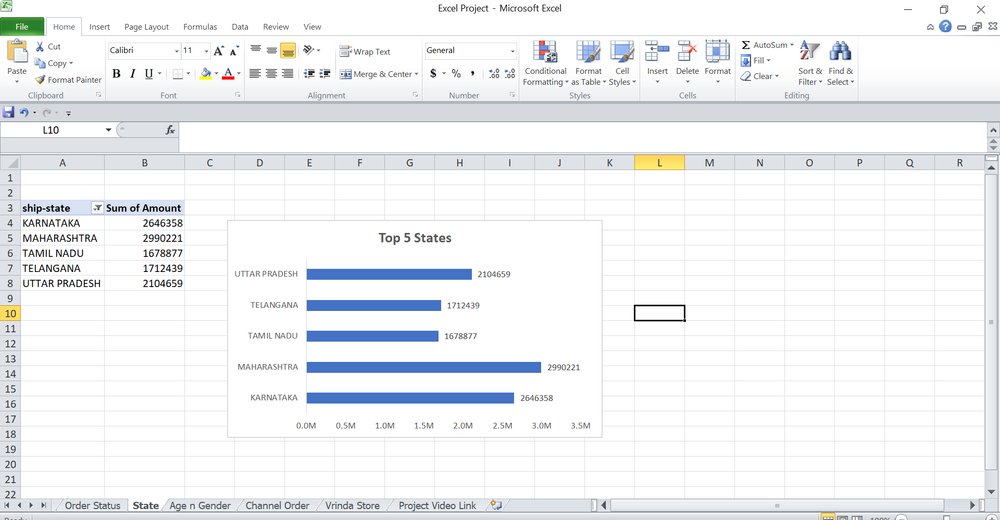 Excel Project - Microsoft Excel
File Home Insert Page Layout Formulas Data Review View
Paste
Cut
Copy
Format Painter
Clipboard
Calibri 11
B I U
Font
Wrap Text
Merge & Center
Alignment
General
$ % ,
Number
Conditional Formatting
Format as Table
Cell Styles
Styles
Insert Delete Format
Cells
AutoSum
Fill
Clear
Sort & Filter
Find & Select
Editing
L10 fx
A B C D E F G H I J K L M N O P Q R
1
2
3 ship-state Sum of Amount
4 KARNATAKA 2646358
5 MAHARASHTRA 2990221
6 TAMIL NADU 1678877
7 TELANGANA 1712439
8 UTTAR PRADESH 2104659
9
10
11
12
13
14
15
16
17
18
19
20
21
22
Top 5 States
UTTAR PRADESH 2104659
TELANGANA 1712439
TAMIL NADU 1678877
MAHARASHTRA 2990221
KARNATAKA 2646358
0.0M 0.5M 1.0M 1.5M 2.0M 2.5M 3.0M 3.5M
Order Status State Age n Gender Channel Order Vrinda Store Project Video Link